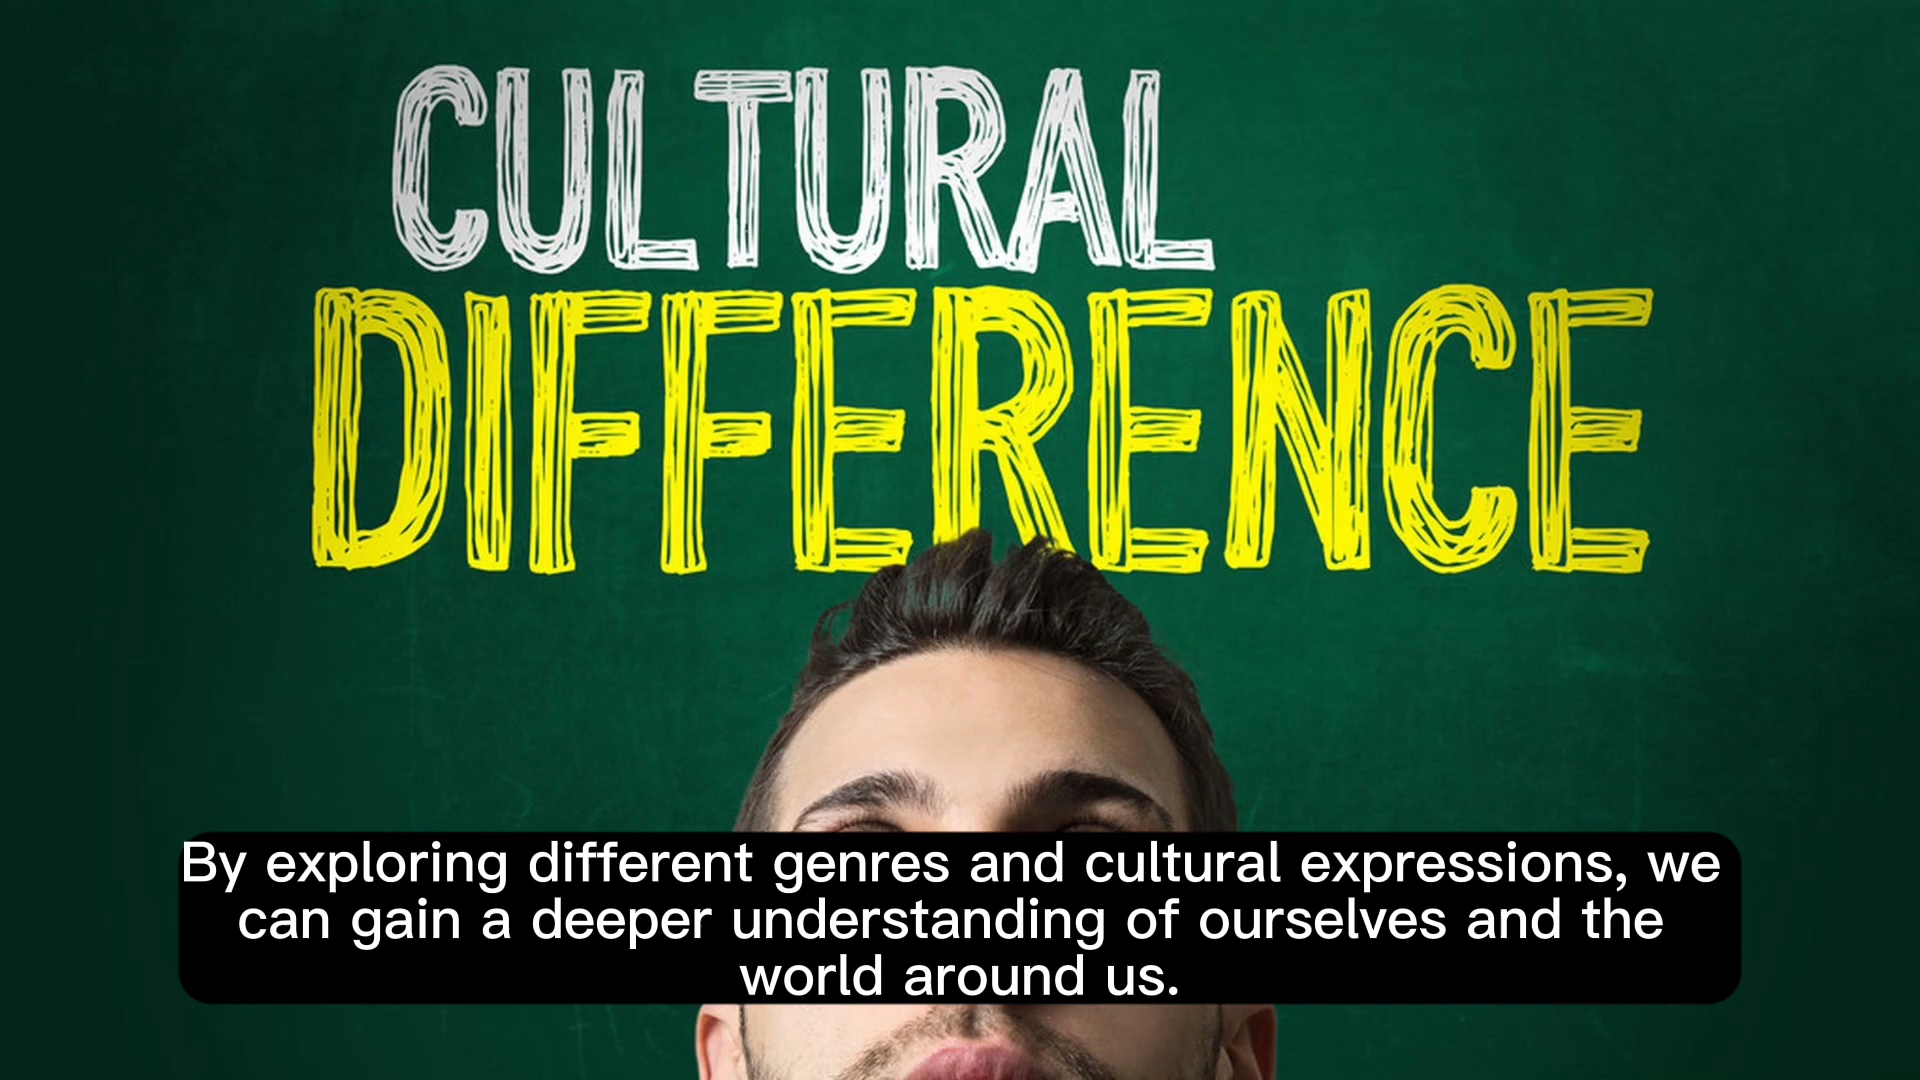 CULTURAL
DIFFERENCE
By exploring different genres and cultural expressions, we
can gain a deeper understanding of ourselves and the
world around us.